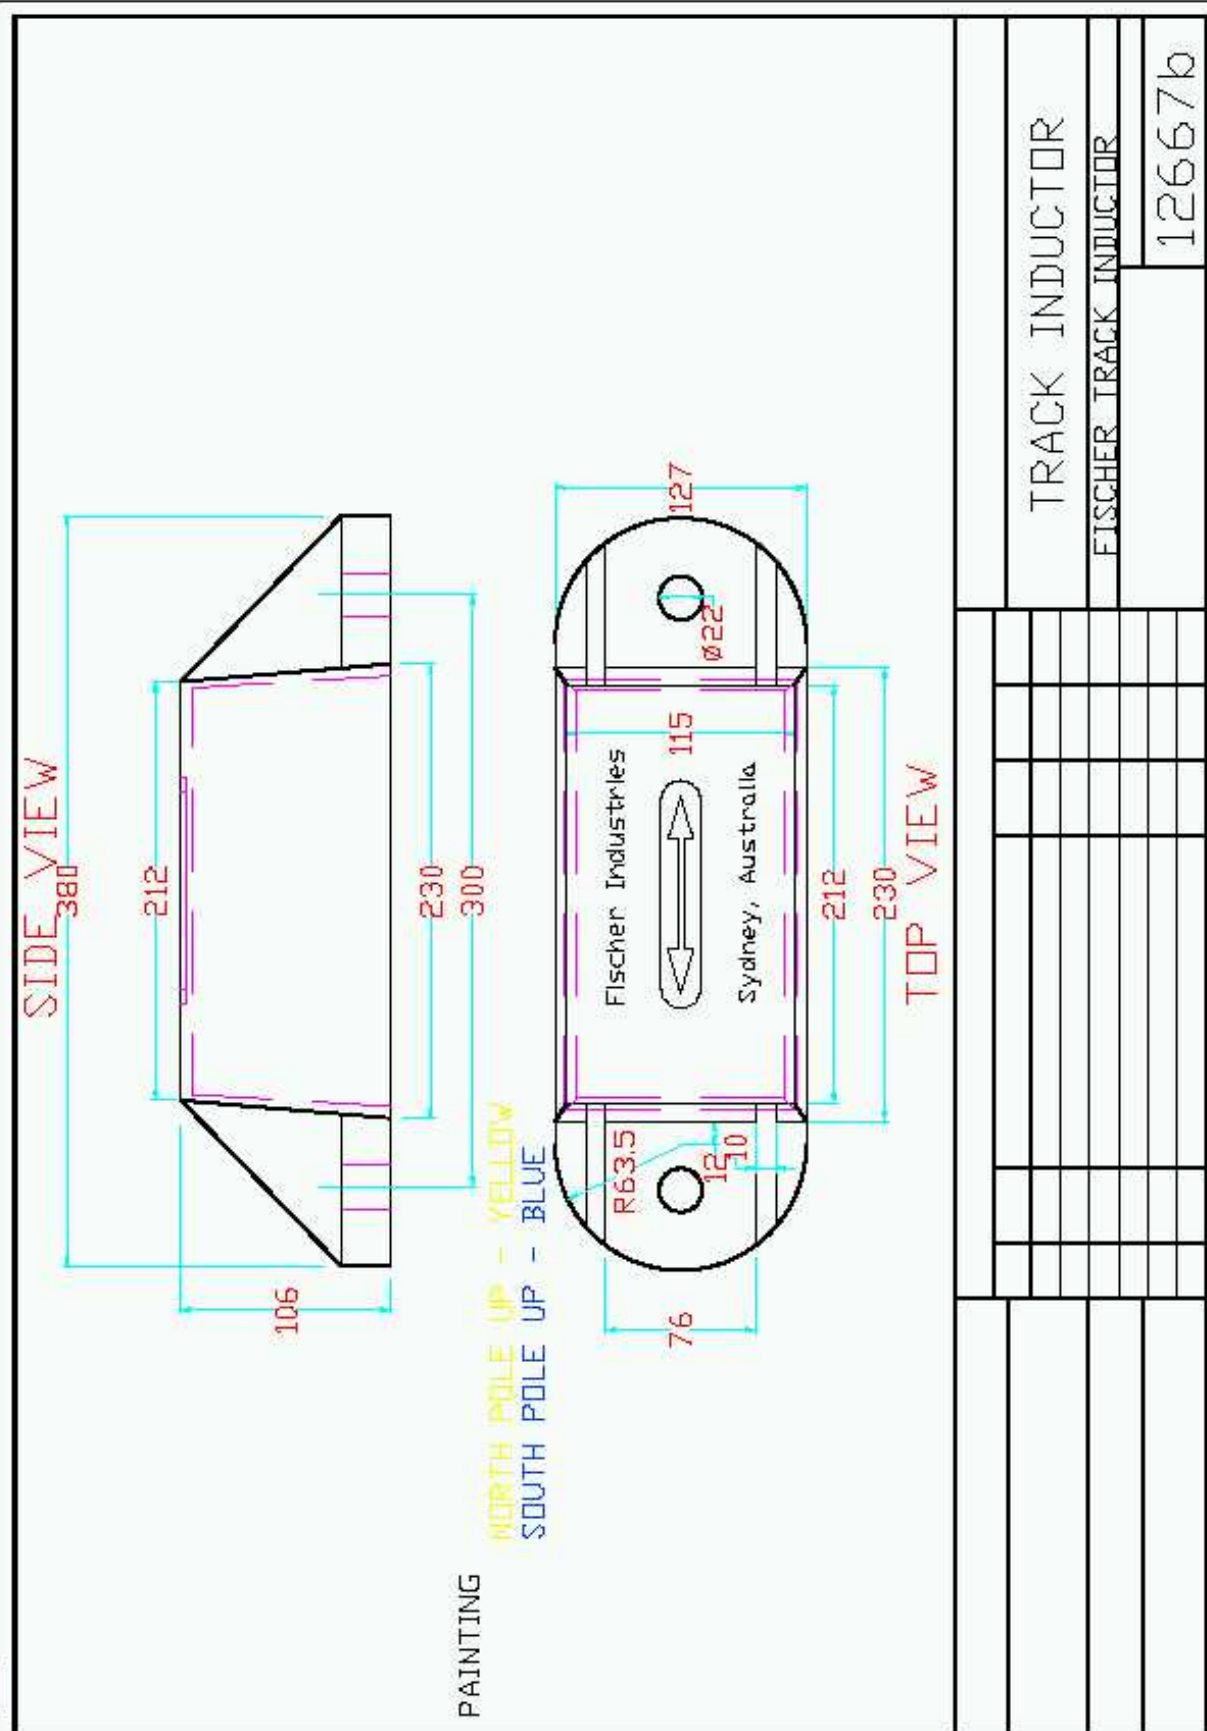 SIDE VIEW
380
212
106
230
300
PAINTING
NORTH POLE UP - YELLOW
SOUTH POLE UP - BLUE
127
Ø22
115
Fischer Industries
Sydney, Australia
R63.5
12
10
76
212
230
TOP VIEW
TRACK INDUCTOR
FISCHER TRACK INDUCTOR
12667b